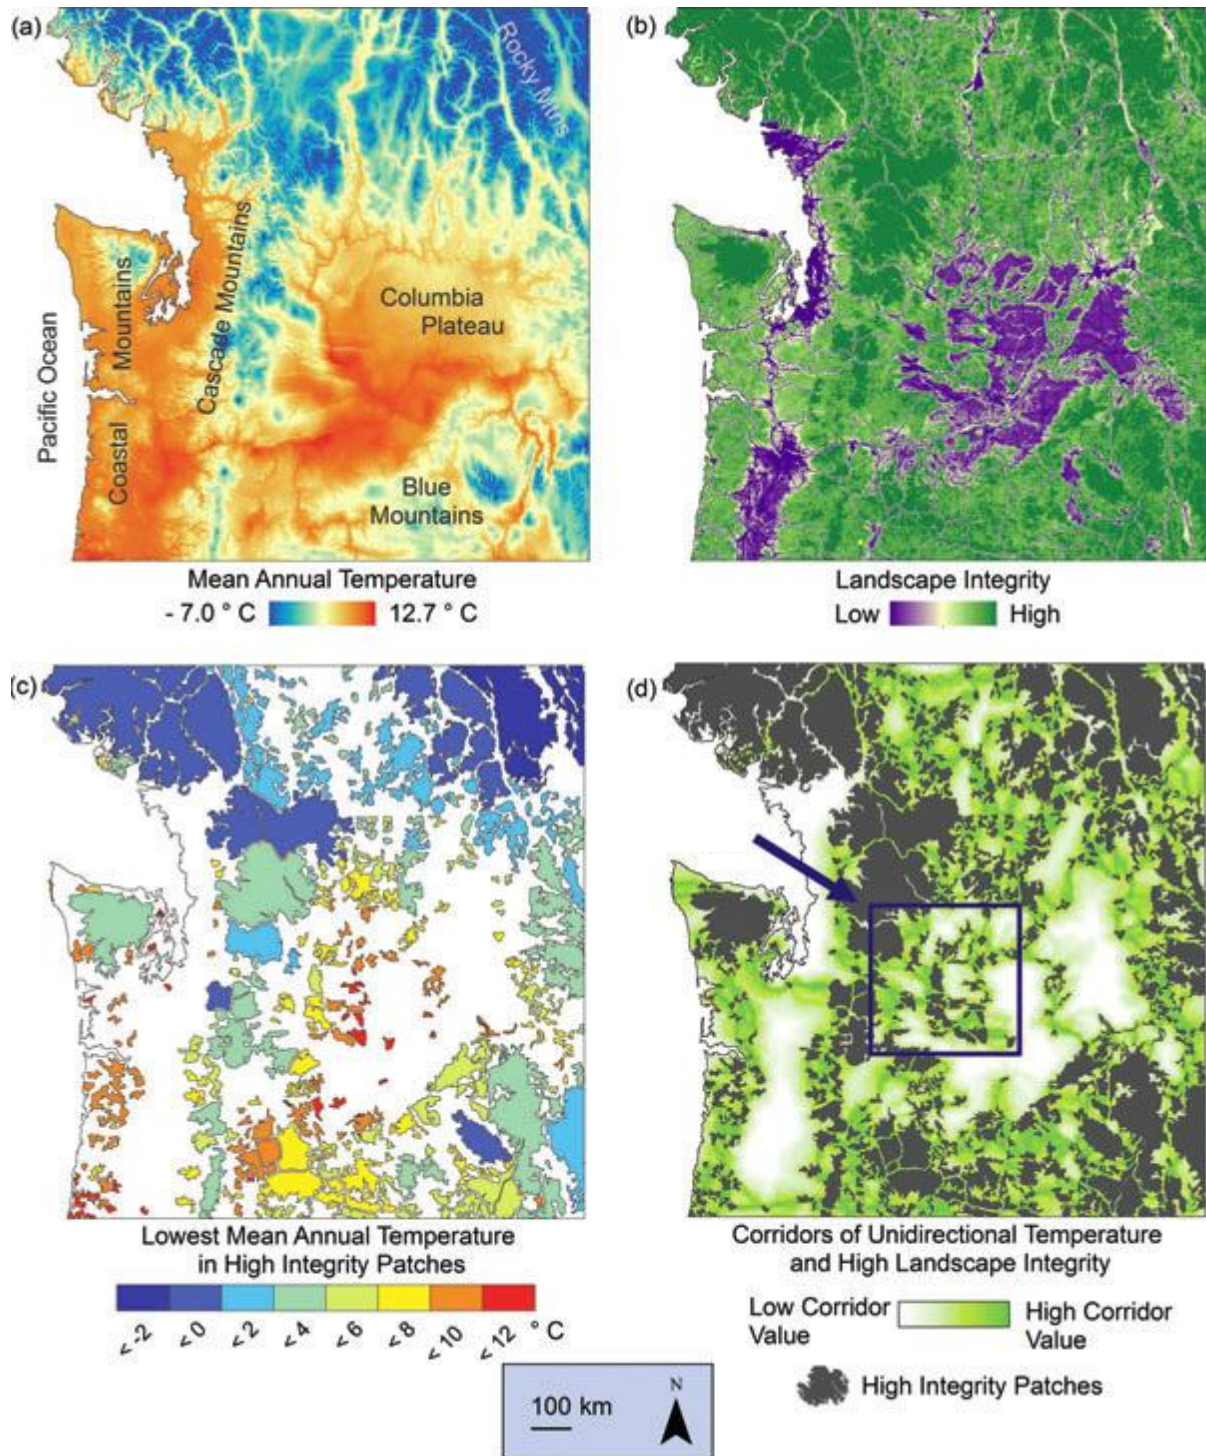 (a)
Rocky Mtns
Pacific Ocean
Coastal Mountains
Cascade Mountains
Columbia
Plateau
Blue
Mountains
Mean Annual Temperature
- 7.0 ° C
12.7 ° C
(b)
Landscape Integrity
Low
High
(c)
Lowest Mean Annual Temperature
in High Integrity Patches
< -2
< 0
< 2
< 4
< 6
< 8
< 10
< 12
° C
(d)
Corridors of Unidirectional Temperature
and High Landscape Integrity
Low Corridor
Value
High Corridor
Value
High Integrity Patches
100 km
N